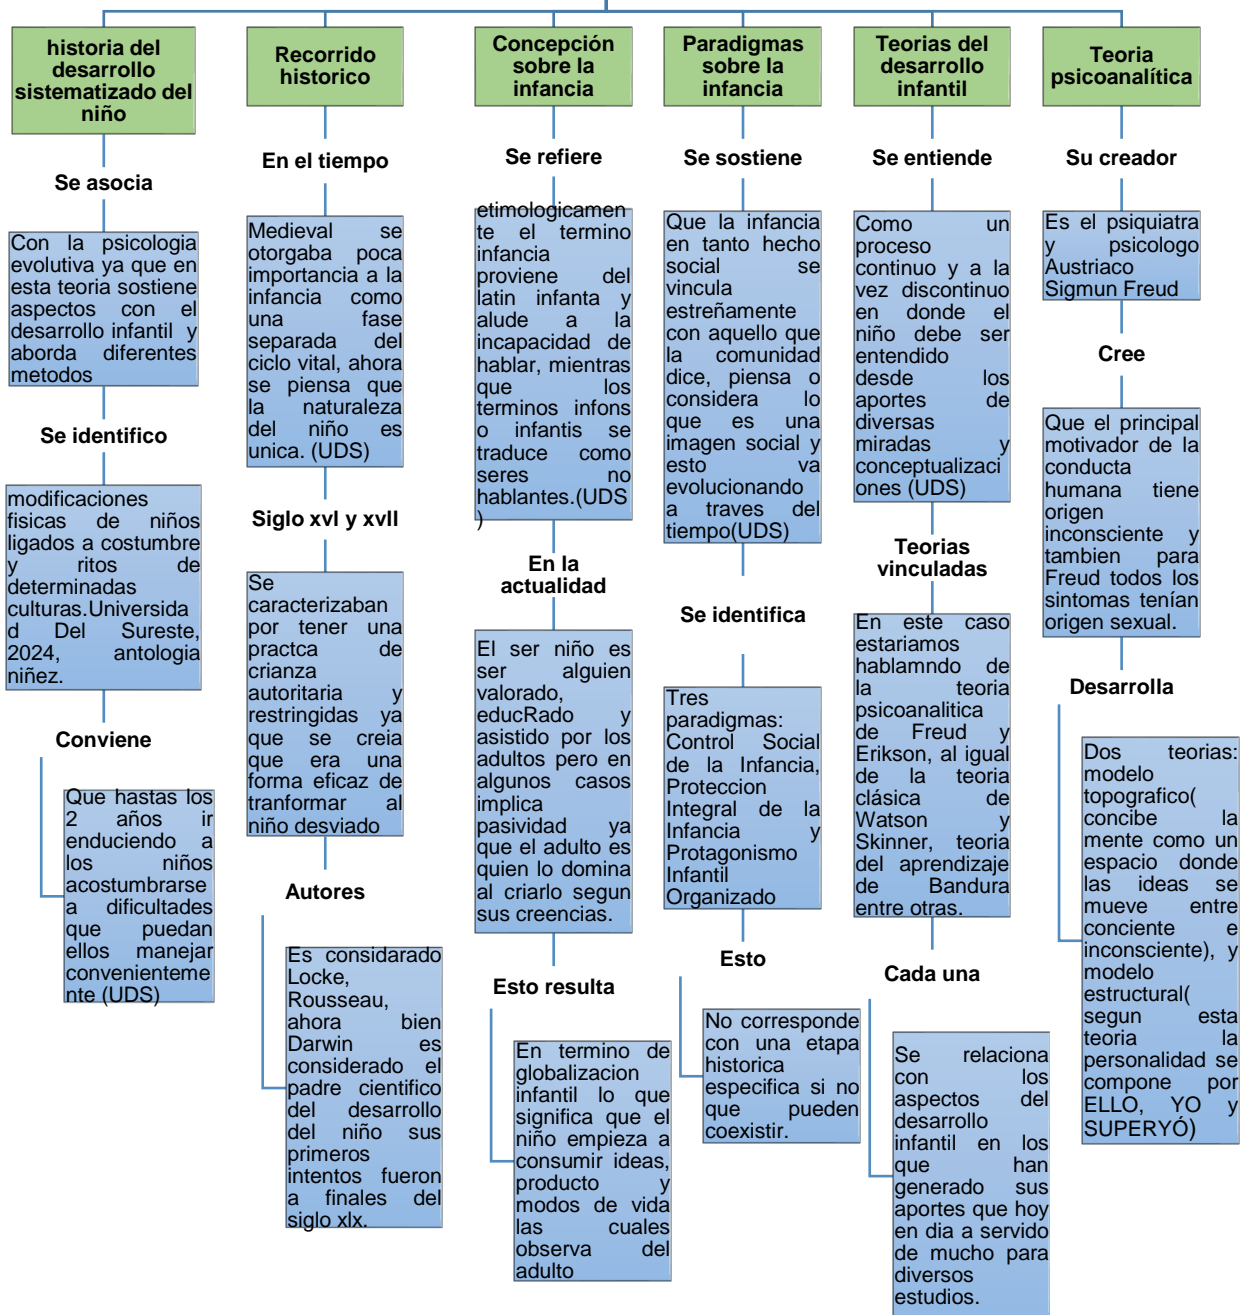 historia del
desarrollo
sistematizado del
niño
Se asocia
Con la psicologia
evolutiva ya que en
esta teoria sostiene
aspectos con el
desarrollo infantil y
aborda diferentes
metodos
Se identifico
modificaciones
fisicas de niños
ligados a costumbre
y ritos de
determinadas
culturas.Universida
d Del Sureste,
2024, antologia
niñez.
Conviene
Que hastas los
2 años ir
enduciendo a
los niños
acostumbrarse
a dificultades
que puedan
ellos manejar
convenienteme
nte (UDS)
Recorrido
historico
En el tiempo
Medieval se
otorgaba poca
importancia a la
infancia como
una fase
separada del
ciclo vital, ahora
se piensa que
la naturaleza
del niño es
unica. (UDS)
Siglo xvl y xvll
Se
caracterizaban
por tener una
practca de
crianza
autoritaria y
restringidas ya
que se creia
que era una
forma eficaz de
tranformar al
niño desviado
Autores
Es considarado
Locke,
Rousseau,
ahora bien
Darwin es
considerado el
padre cientifico
del desarrollo
del niño sus
primeros
intentos fueron
a finales del
siglo xlx.
Concepción
sobre la
infancia
Se refiere
etimologicamen
te el termino
infancia
proviene del
latin infanta y
alude a la
incapacidad de
hablar, mientras
que los
terminos infons
o infantis se
traduce como
seres no
hablantes.(UDS
)
En la
actualidad
El ser niño es
ser alguien
valorado,
educRado y
asistido por los
adultos pero en
algunos casos
implica
pasividad ya
que el adulto es
quien lo domina
al criarlo segun
sus creencias.
Esto resulta
En termino de
globalizacion
infantil lo que
significa que el
niño empieza a
consumir ideas,
producto y
modos de vida
las cuales
observa del
adulto
Paradigmas
sobre la
infancia
Se sostiene
Que la infancia
en tanto hecho
social se
vincula
estreñamente
con aquello que
la comunidad
dice, piensa o
considera lo
que es una
imagen social y
esto va
evolucionando
a traves del
tiempo(UDS)
Se identifica
Tres
paradigmas:
Control Social
de la Infancia,
Proteccion
Integral de la
Infancia y
Protagonismo
Infantil
Organizado
Esto
No corresponde
con una etapa
historica
especifica si no
que pueden
coexistir.
Teorias del
desarrollo
infantil
Se entiende
Como un
proceso
continuo y a la
vez discontinuo
en donde el
niño debe ser
entendido
desde los
aportes de
diversas
miradas y
conceptualizaci
ones (UDS)
Teorias
vinculadas
En este caso
estariamos
hablamndo de
la teoria
psicoanalitica
de Freud y
Erikson, al igual
de la teoria
clásica de
Watson y
Skinner, teoria
del aprendizaje
de Bandura
entre otras.
Cada una
Se relaciona
con los
aspectos del
desarrollo
infantil en los
que han
generado sus
aportes que hoy
en dia a servido
de mucho para
diversos
estudios.
Teoria
psicoanalítica
Su creador
Es el psiquiatra
y psicologo
Austriaco
Sigmun Freud
Cree
Que el principal
motivador de la
conducta
humana tiene
origen
inconsciente y
tambien para
Freud todos los
sintomas tenían
origen sexual.
Desarrolla
Dos teorias:
modelo
topografico(
concibe la
mente como un
espacio donde
las ideas se
mueve entre
conciente e
inconsciente), y
modelo
estructural(
segun esta
teoria la
personalidad se
compone por
ELLO, YO y
SUPERYÓ)